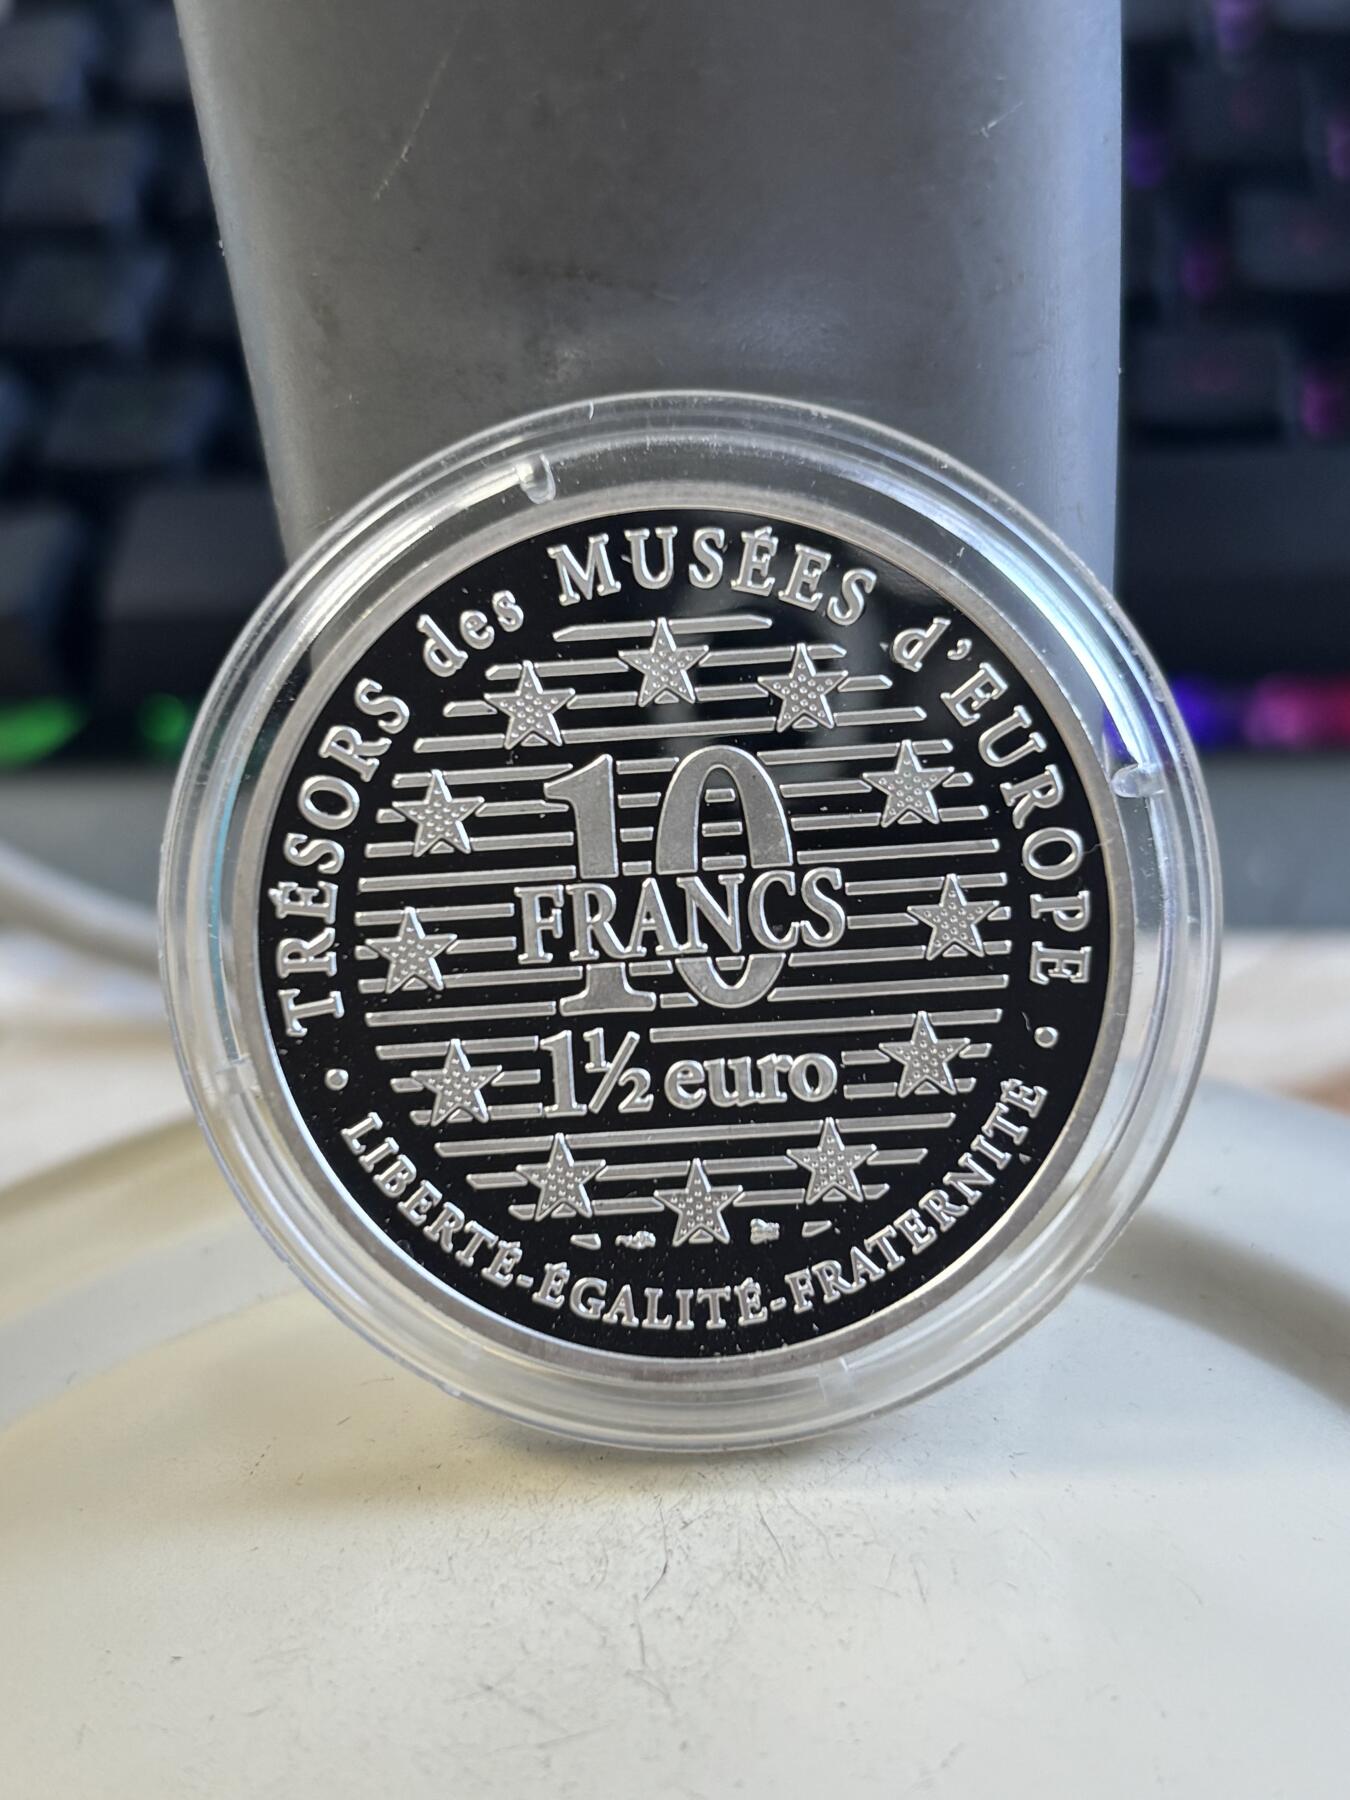 TRÉSORS des MUSÉES d'EUROPE
10
FRANCS
1½ euro
LIBERTÉ-ÉGALITÉ-FRATERNITÉ